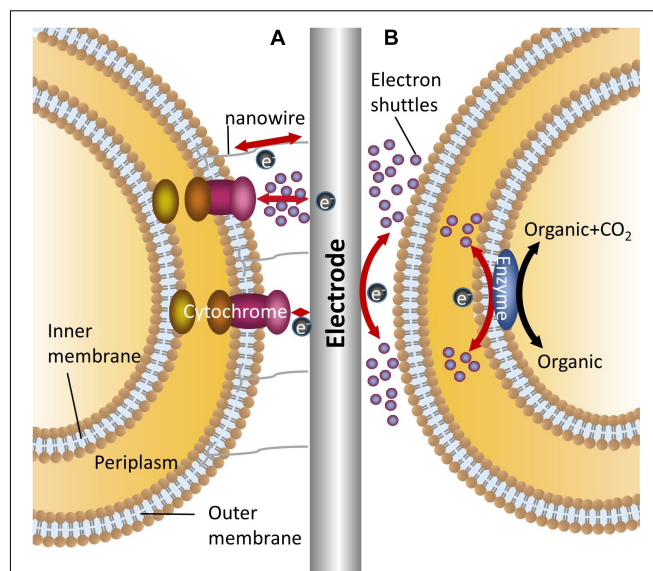 A
B
nanowire
Electron
shuttles
e⁻
e⁻
Organic+CO₂
Enzyme
Electrode
e⁻
e⁻
Cytochrome
e⁻
Inner
membrane
Organic
Periplasm
Outer
membrane